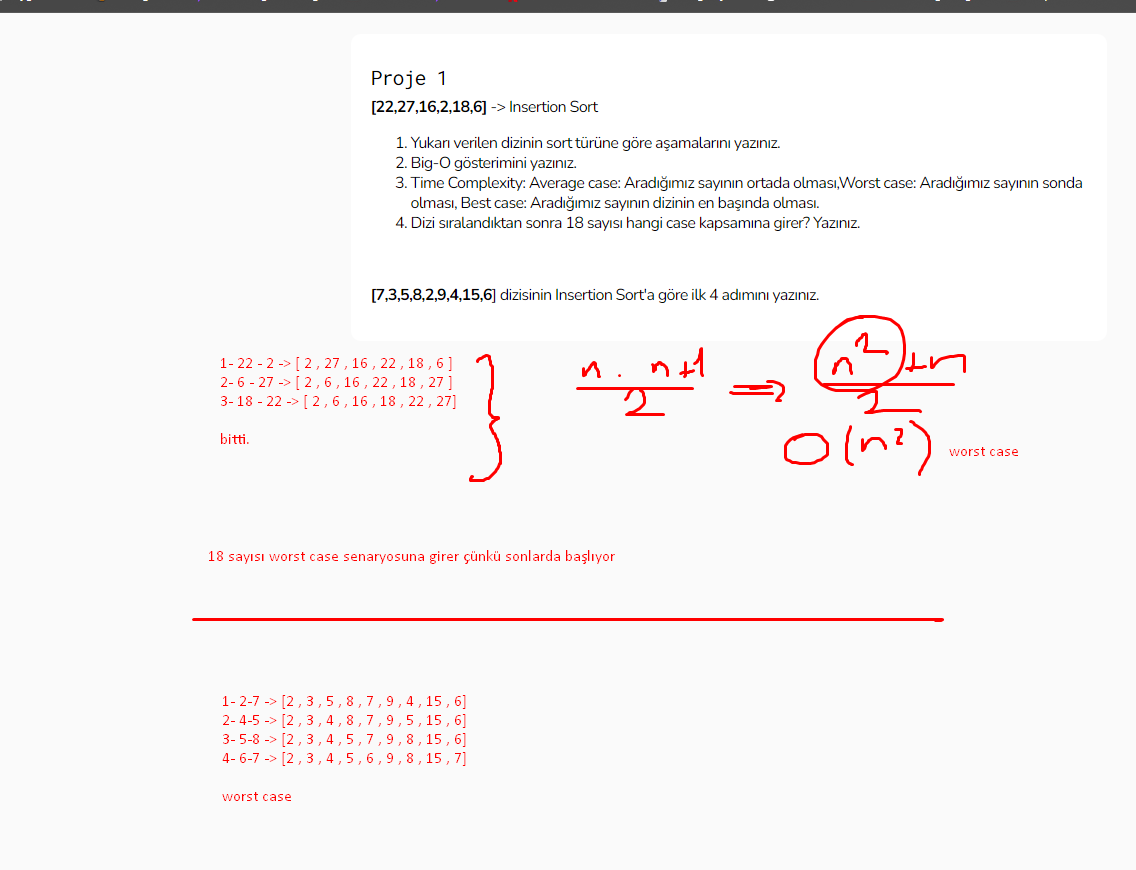 Proje 1
[22,27,16,2,18,6] -> Insertion Sort
1. Yukarı verilen dizinin sort türüne göre aşamalarını yazınız.
2. Big-O gösterimini yazınız.
3. Time Complexity: Average case: Aradığımız sayının ortada olması,Worst case: Aradığımız sayının sonda
olması, Best case: Aradığımız sayının dizinin en başında olması.
4. Dizi sıralandıktan sonra 18 sayısı hangi case kapsamına girer? Yazınız.
[7,3,5,8,2,9,4,15,6] dizisinin Insertion Sort'a göre ilk 4 adımını yazınız.
1- 22 - 2 -> [ 2 , 27 , 16 , 22 , 18 , 6 ]
2- 6 - 27 -> [ 2 , 6 , 16 , 22 , 18 , 27 ]
3- 18 - 22 -> [ 2 , 6 , 16 , 18 , 22 , 27]
bitti.
n . n+1
2
=>
n² +n
2
O(n²)
worst case
18 sayısı worst case senaryosuna girer çünkü sonlarda başlıyor
1- 2-7 -> [2 , 3 , 5 , 8 , 7 , 9 , 4 , 15 , 6]
2- 4-5 -> [2 , 3 , 4 , 8 , 7 , 9 , 5 , 15 , 6]
3- 5-8 -> [2 , 3 , 4 , 5 , 7 , 9 , 8 , 15 , 6]
4- 6-7 -> [2 , 3 , 4 , 5 , 6 , 9 , 8 , 15 , 7]
worst case